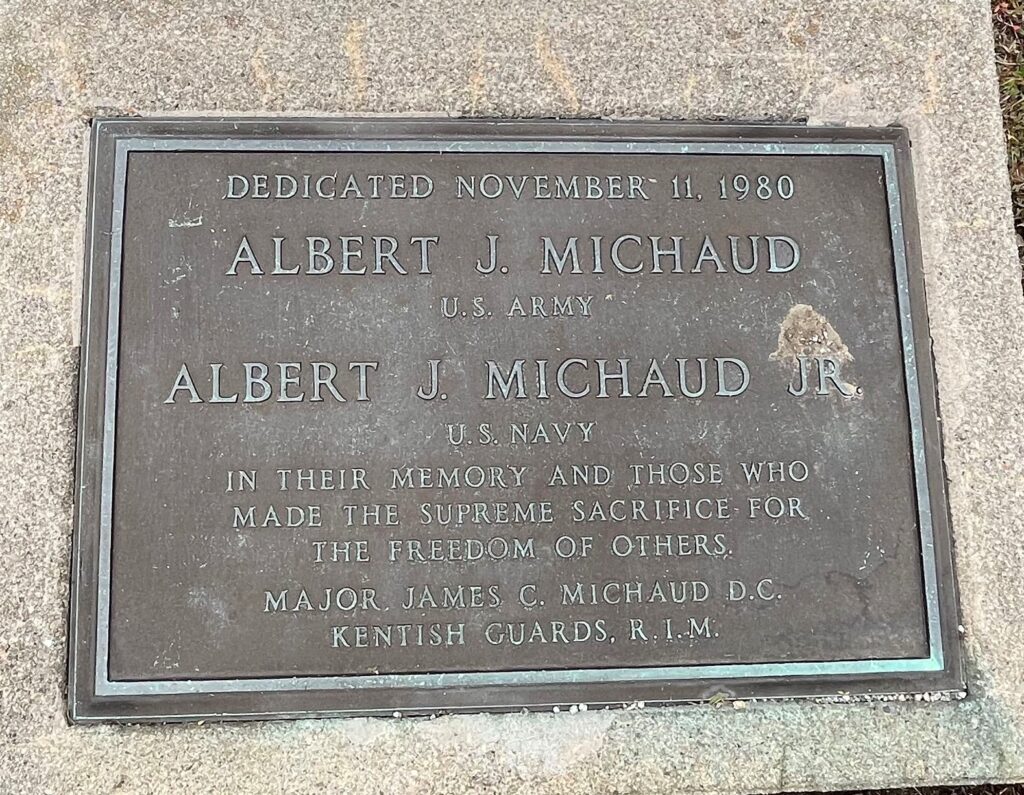 DEDICATED NOVEMBER 11, 1980
ALBERT J. MICHAUD
U.S. ARMY
ALBERT J. MICHAUD JR.
U.S. NAVY
IN THEIR MEMORY AND THOSE WHO
MADE THE SUPREME SACRIFICE FOR
THE FREEDOM OF OTHERS.
MAJOR JAMES C. MICHAUD D.C.
KENTISH GUARDS, R.I.M.